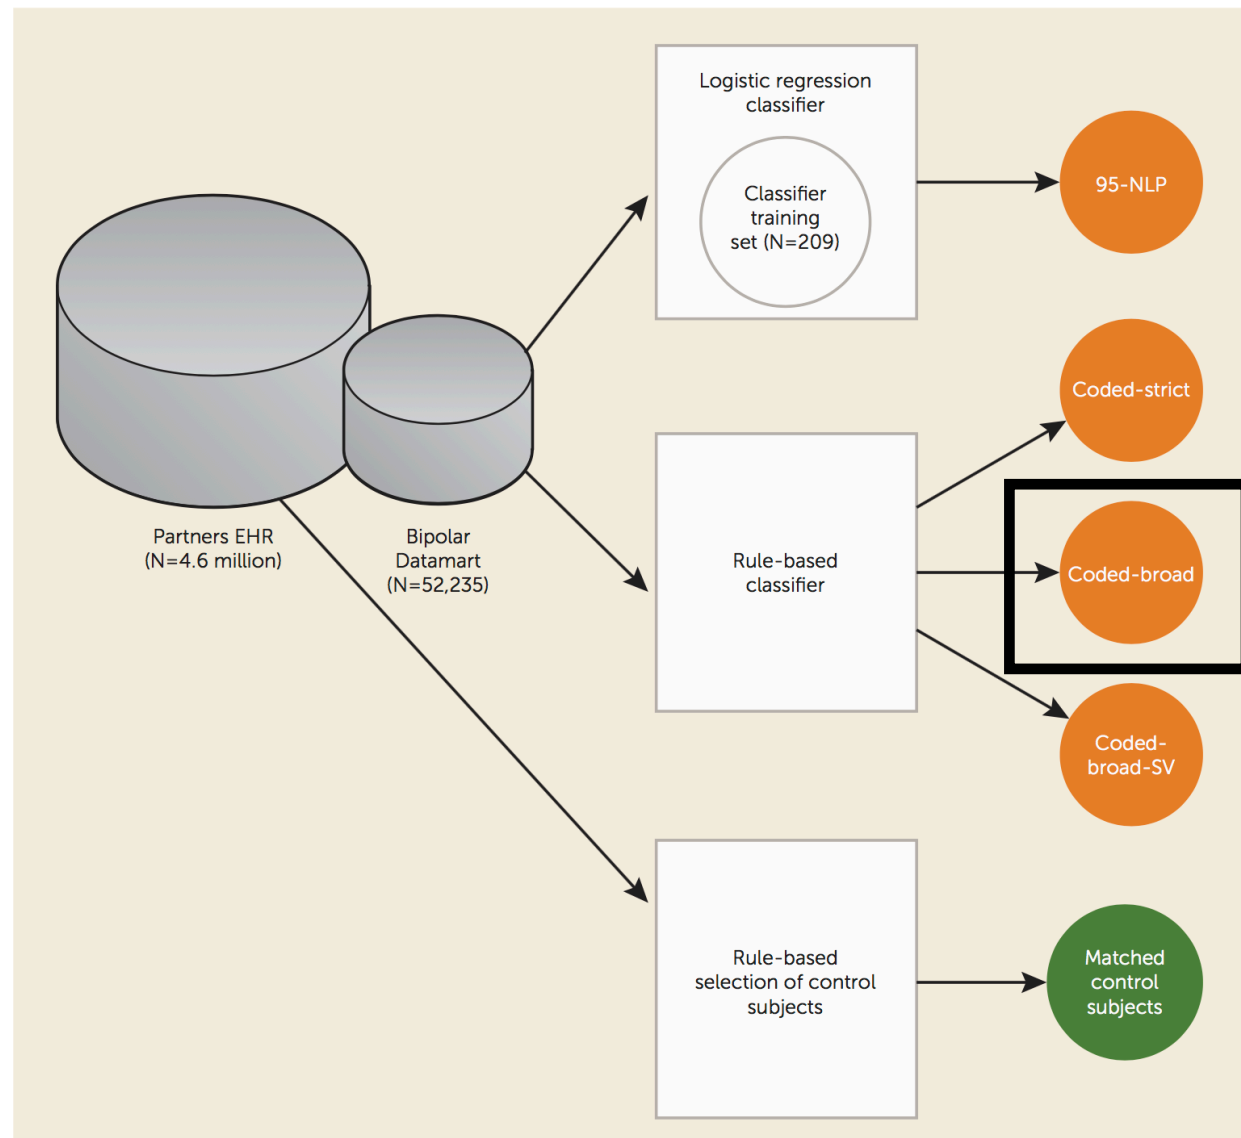 Logistic regression
classifier
Classifier
training
set (N=209)
95-NLP
Coded-strict
Partners EHR
(N=4.6 million)
Bipolar
Datamart
(N=52,235)
Rule-based
classifier
Coded-broad
Coded-
broad-SV
Rule-based
selection of control
subjects
Matched
control
subjects